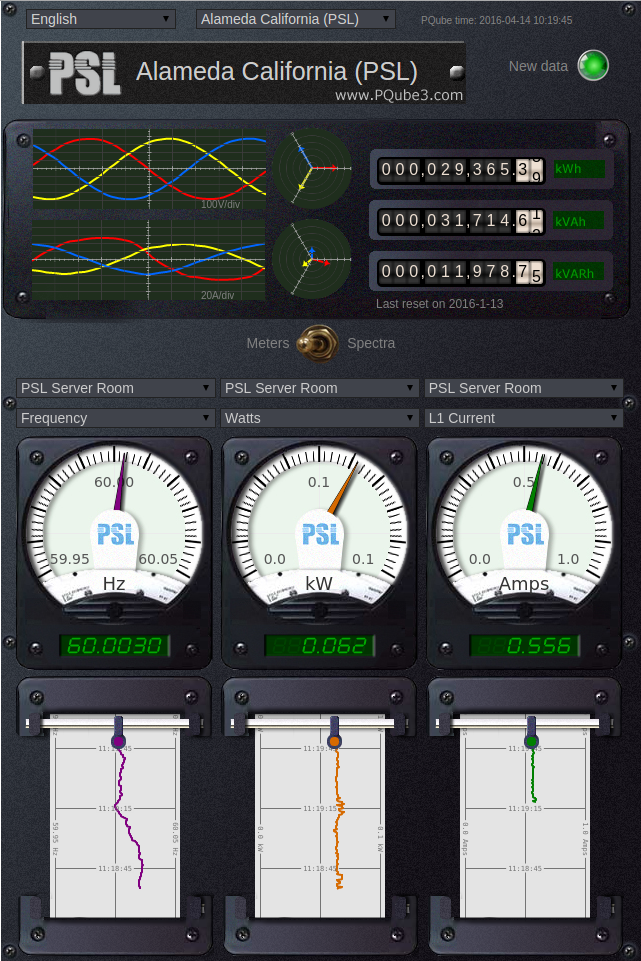 English ▼ Alameda California (PSL) ▼ PQube time: 2016-04-14 10:19:45
PSL Alameda California (PSL) New data
www.PQube3.com
100V/div
20A/div
000,029,365.3 kWh
000,031,714.6 kVAh
000,011,978.7 kVARh
Last reset on 2016-1-13
Meters Spectra
PSL Server Room ▼ PSL Server Room ▼ PSL Server Room ▼
Frequency ▼ Watts ▼ L1 Current ▼
60.00 0.1 0.5
PSL PSL PSL
59.95 60.05 0.0 0.1 0.0 1.0
Hz kW Amps
60.0030 0.062 0.556
11:19:45 11:19:45 11:19:45
11:19:15 11:19:15 11:19:15
59.95 Hz 60.05 Hz 0.0 kW 0.1 kW 0.0 Amps 1.0 Amps
11:18:45 11:18:45 11:18:45